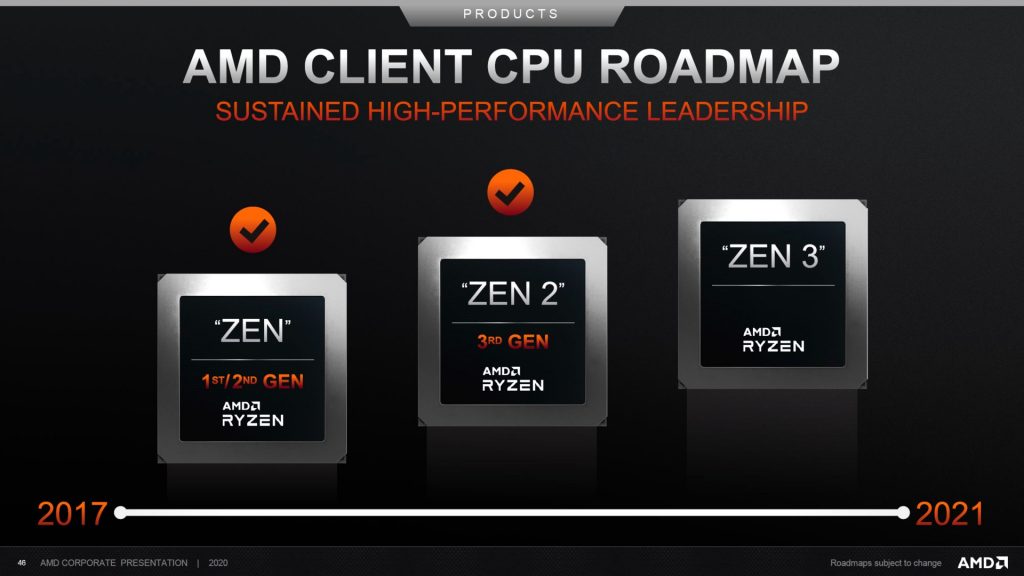 PRODUCTS
AMD CLIENT CPU ROADMAP
SUSTAINED HIGH-PERFORMANCE LEADERSHIP
“ZEN”
1ST/2ND GEN
AMD
RYZEN
“ZEN 2”
3RD GEN
AMD
RYZEN
“ZEN 3”
AMD
RYZEN
2017 2021
46 AMD CORPORATE PRESENTATION | 2020 Roadmaps subject to change AMD